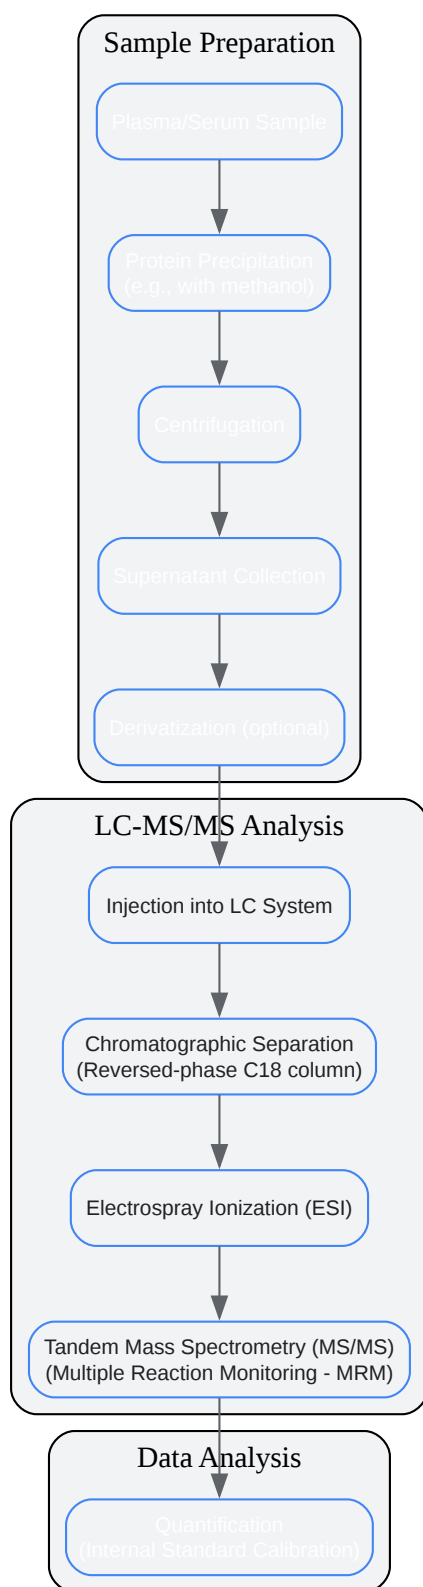 Sample Preparation
Plasma/Serum Sample
Protein Precipitation
(e.g., with methanol)
Centrifugation
Supernatant Collection
Derivatization (optional)
LC-MS/MS Analysis
Injection into LC System
Chromatographic Separation
(Reversed-phase C18 column)
Electrospray Ionization (ESI)
Tandem Mass Spectrometry (MS/MS)
(Multiple Reaction Monitoring - MRM)
Data Analysis
Quantification
(Internal Standard Calibration)